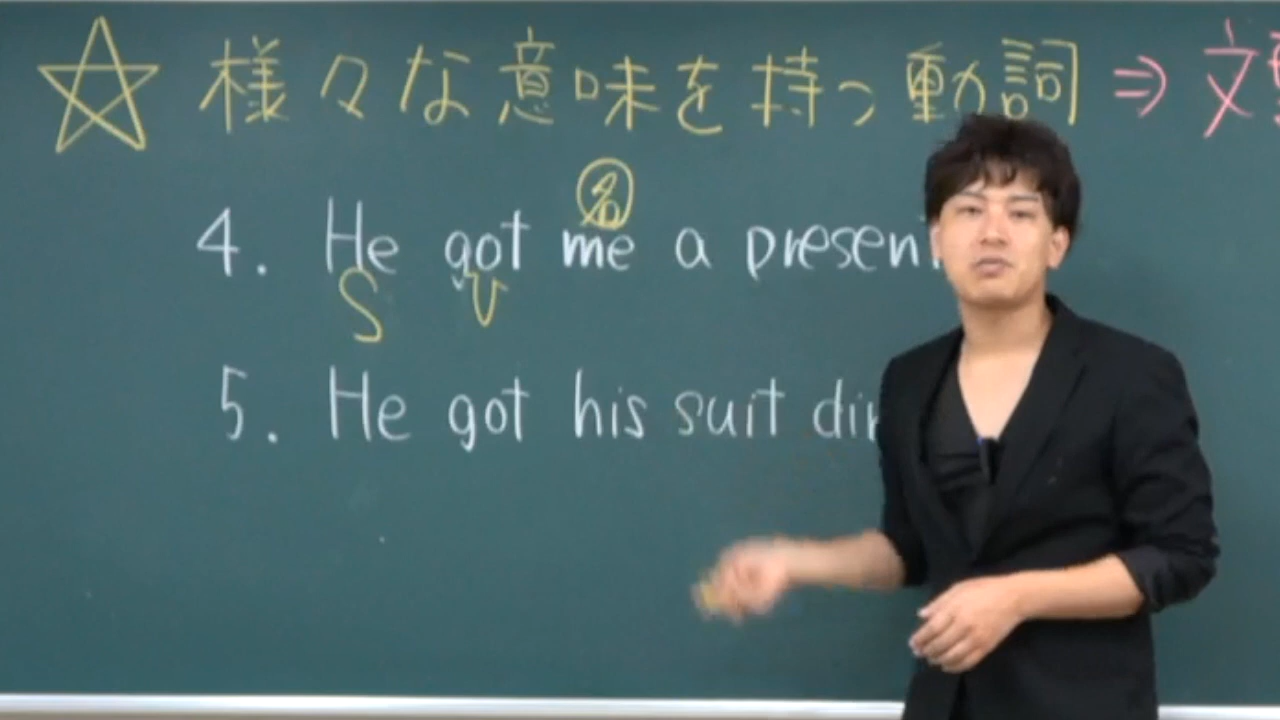 ☆ 様々な意味を持つ動詞 ⇒ 文
名
4. He got me a presen
S V
5. He got his suit dir